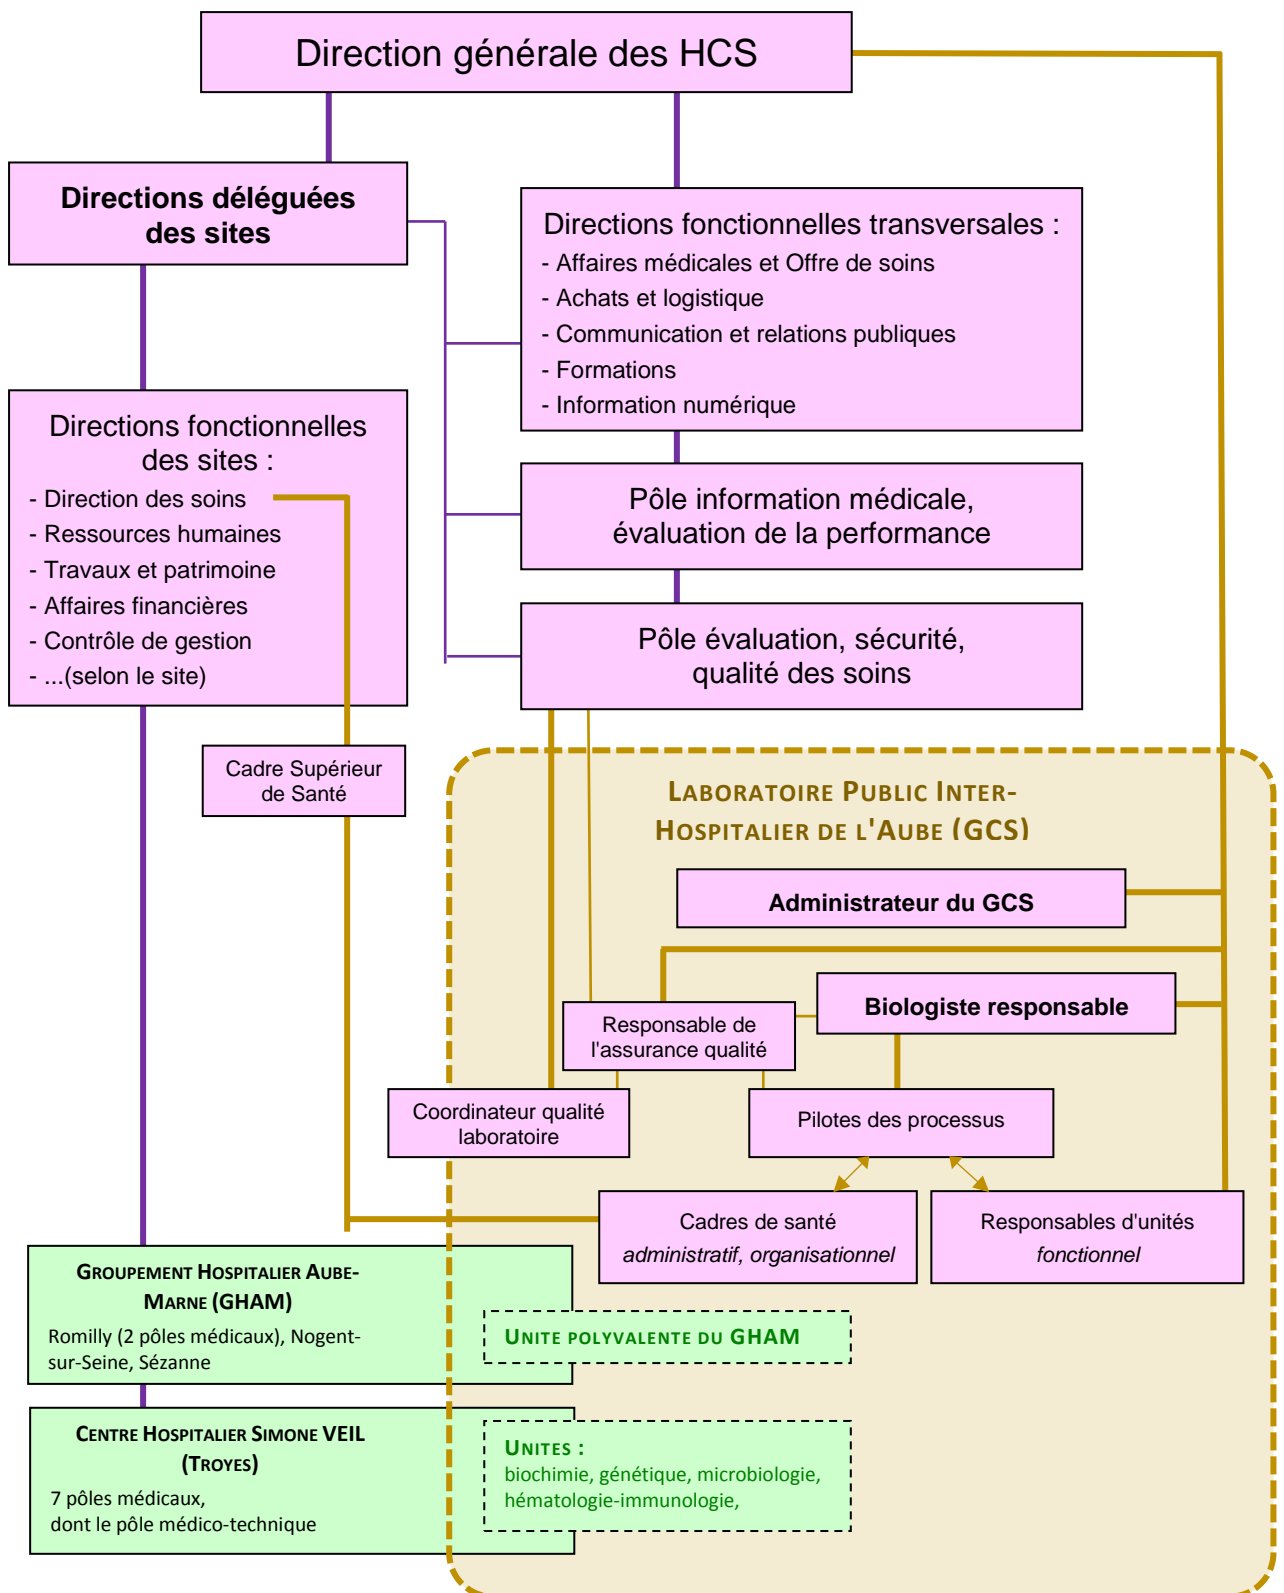 Direction générale des HCS
Directions déléguées
des sites
Directions fonctionnelles transversales :
- Affaires médicales et Offre de soins
- Achats et logistique
- Communication et relations publiques
- Formations
- Information numérique
Directions fonctionnelles
des sites :
- Direction des soins
- Ressources humaines
- Travaux et patrimoine
- Affaires financières
- Contrôle de gestion
- ...(selon le site)
Pôle information médicale,
évaluation de la performance
Pôle évaluation, sécurité,
qualité des soins
Cadre Supérieur
de Santé
LABORATOIRE PUBLIC INTER-
HOSPITALIER DE L'AUBE (GCS)
Administrateur du GCS
Biologiste responsable
Responsable de
l'assurance qualité
Coordinateur qualité
laboratoire
Pilotes des processus
Cadres de santé
administratif, organisationnel
Responsables d'unités
fonctionnel
GROUPEMENT HOSPITALIER AUBE-
MARNE (GHAM)
Romilly (2 pôles médicaux), Nogent-
sur-Seine, Sézanne
UNITE POLYVALENTE DU GHAM
CENTRE HOSPITALIER SIMONE VEIL
(TROYES)
7 pôles médicaux,
dont le pôle médico-technique
UNITES :
biochimie, génétique, microbiologie,
hématologie-immunologie,